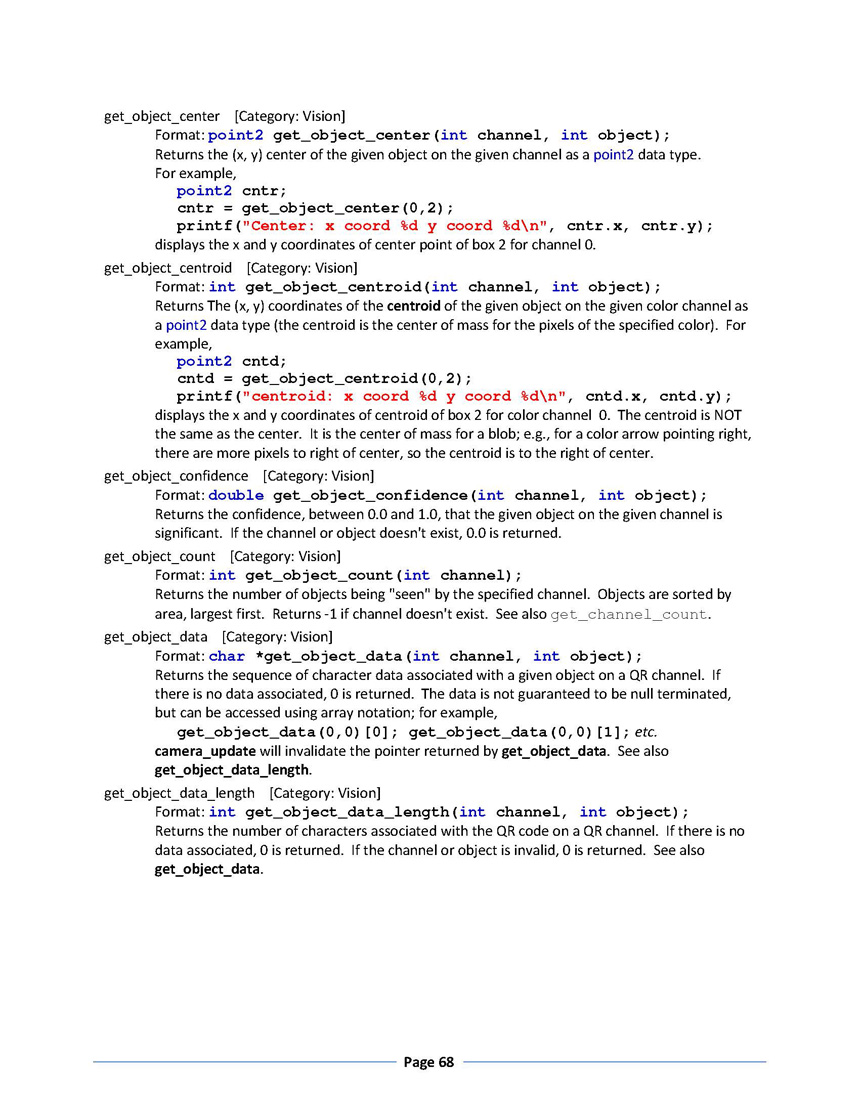 get_object_center [Category: Vision]
Format: point2 get_object_center(int channel, int object);
Returns the (x, y) center of the given object on the given channel as a point2 data type.
For example,
point2 cntr;
cntr = get_object_center(0,2);
printf("Center: x coord %d y coord %d\n", cntr.x, cntr.y);
displays the x and y coordinates of center point of box 2 for channel 0.
get_object_centroid [Category: Vision]
Format: int get_object_centroid(int channel, int object);
Returns The (x, y) coordinates of the centroid of the given object on the given color channel as
a point2 data type (the centroid is the center of mass for the pixels of the specified color). For
example,
point2 cntd;
cntd = get_object_centroid(0,2);
printf("centroid: x coord %d y coord %d\n", cntd.x, cntd.y);
displays the x and y coordinates of centroid of box 2 for color channel 0. The centroid is NOT
the same as the center. It is the center of mass for a blob; e.g., for a color arrow pointing right,
there are more pixels to right of center, so the centroid is to the right of center.
get_object_confidence [Category: Vision]
Format: double get_object_confidence(int channel, int object);
Returns the confidence, between 0.0 and 1.0, that the given object on the given channel is
significant. If the channel or object doesn't exist, 0.0 is returned.
get_object_count [Category: Vision]
Format: int get_object_count(int channel);
Returns the number of objects being "seen" by the specified channel. Objects are sorted by
area, largest first. Returns -1 if channel doesn't exist. See also get_channel_count.
get_object_data [Category: Vision]
Format: char *get_object_data(int channel, int object);
Returns the sequence of character data associated with a given object on a QR channel. If
there is no data associated, 0 is returned. The data is not guaranteed to be null terminated,
but can be accessed using array notation; for example,
get_object_data(0,0)[0]; get_object_data(0,0)[1]; etc.
camera_update will invalidate the pointer returned by get_object_data. See also
get_object_data_length.
get_object_data_length [Category: Vision]
Format: int get_object_data_length(int channel, int object);
Returns the number of characters associated with the QR code on a QR channel. If there is no
data associated, 0 is returned. If the channel or object is invalid, 0 is returned. See also
get_object_data.
Page 68